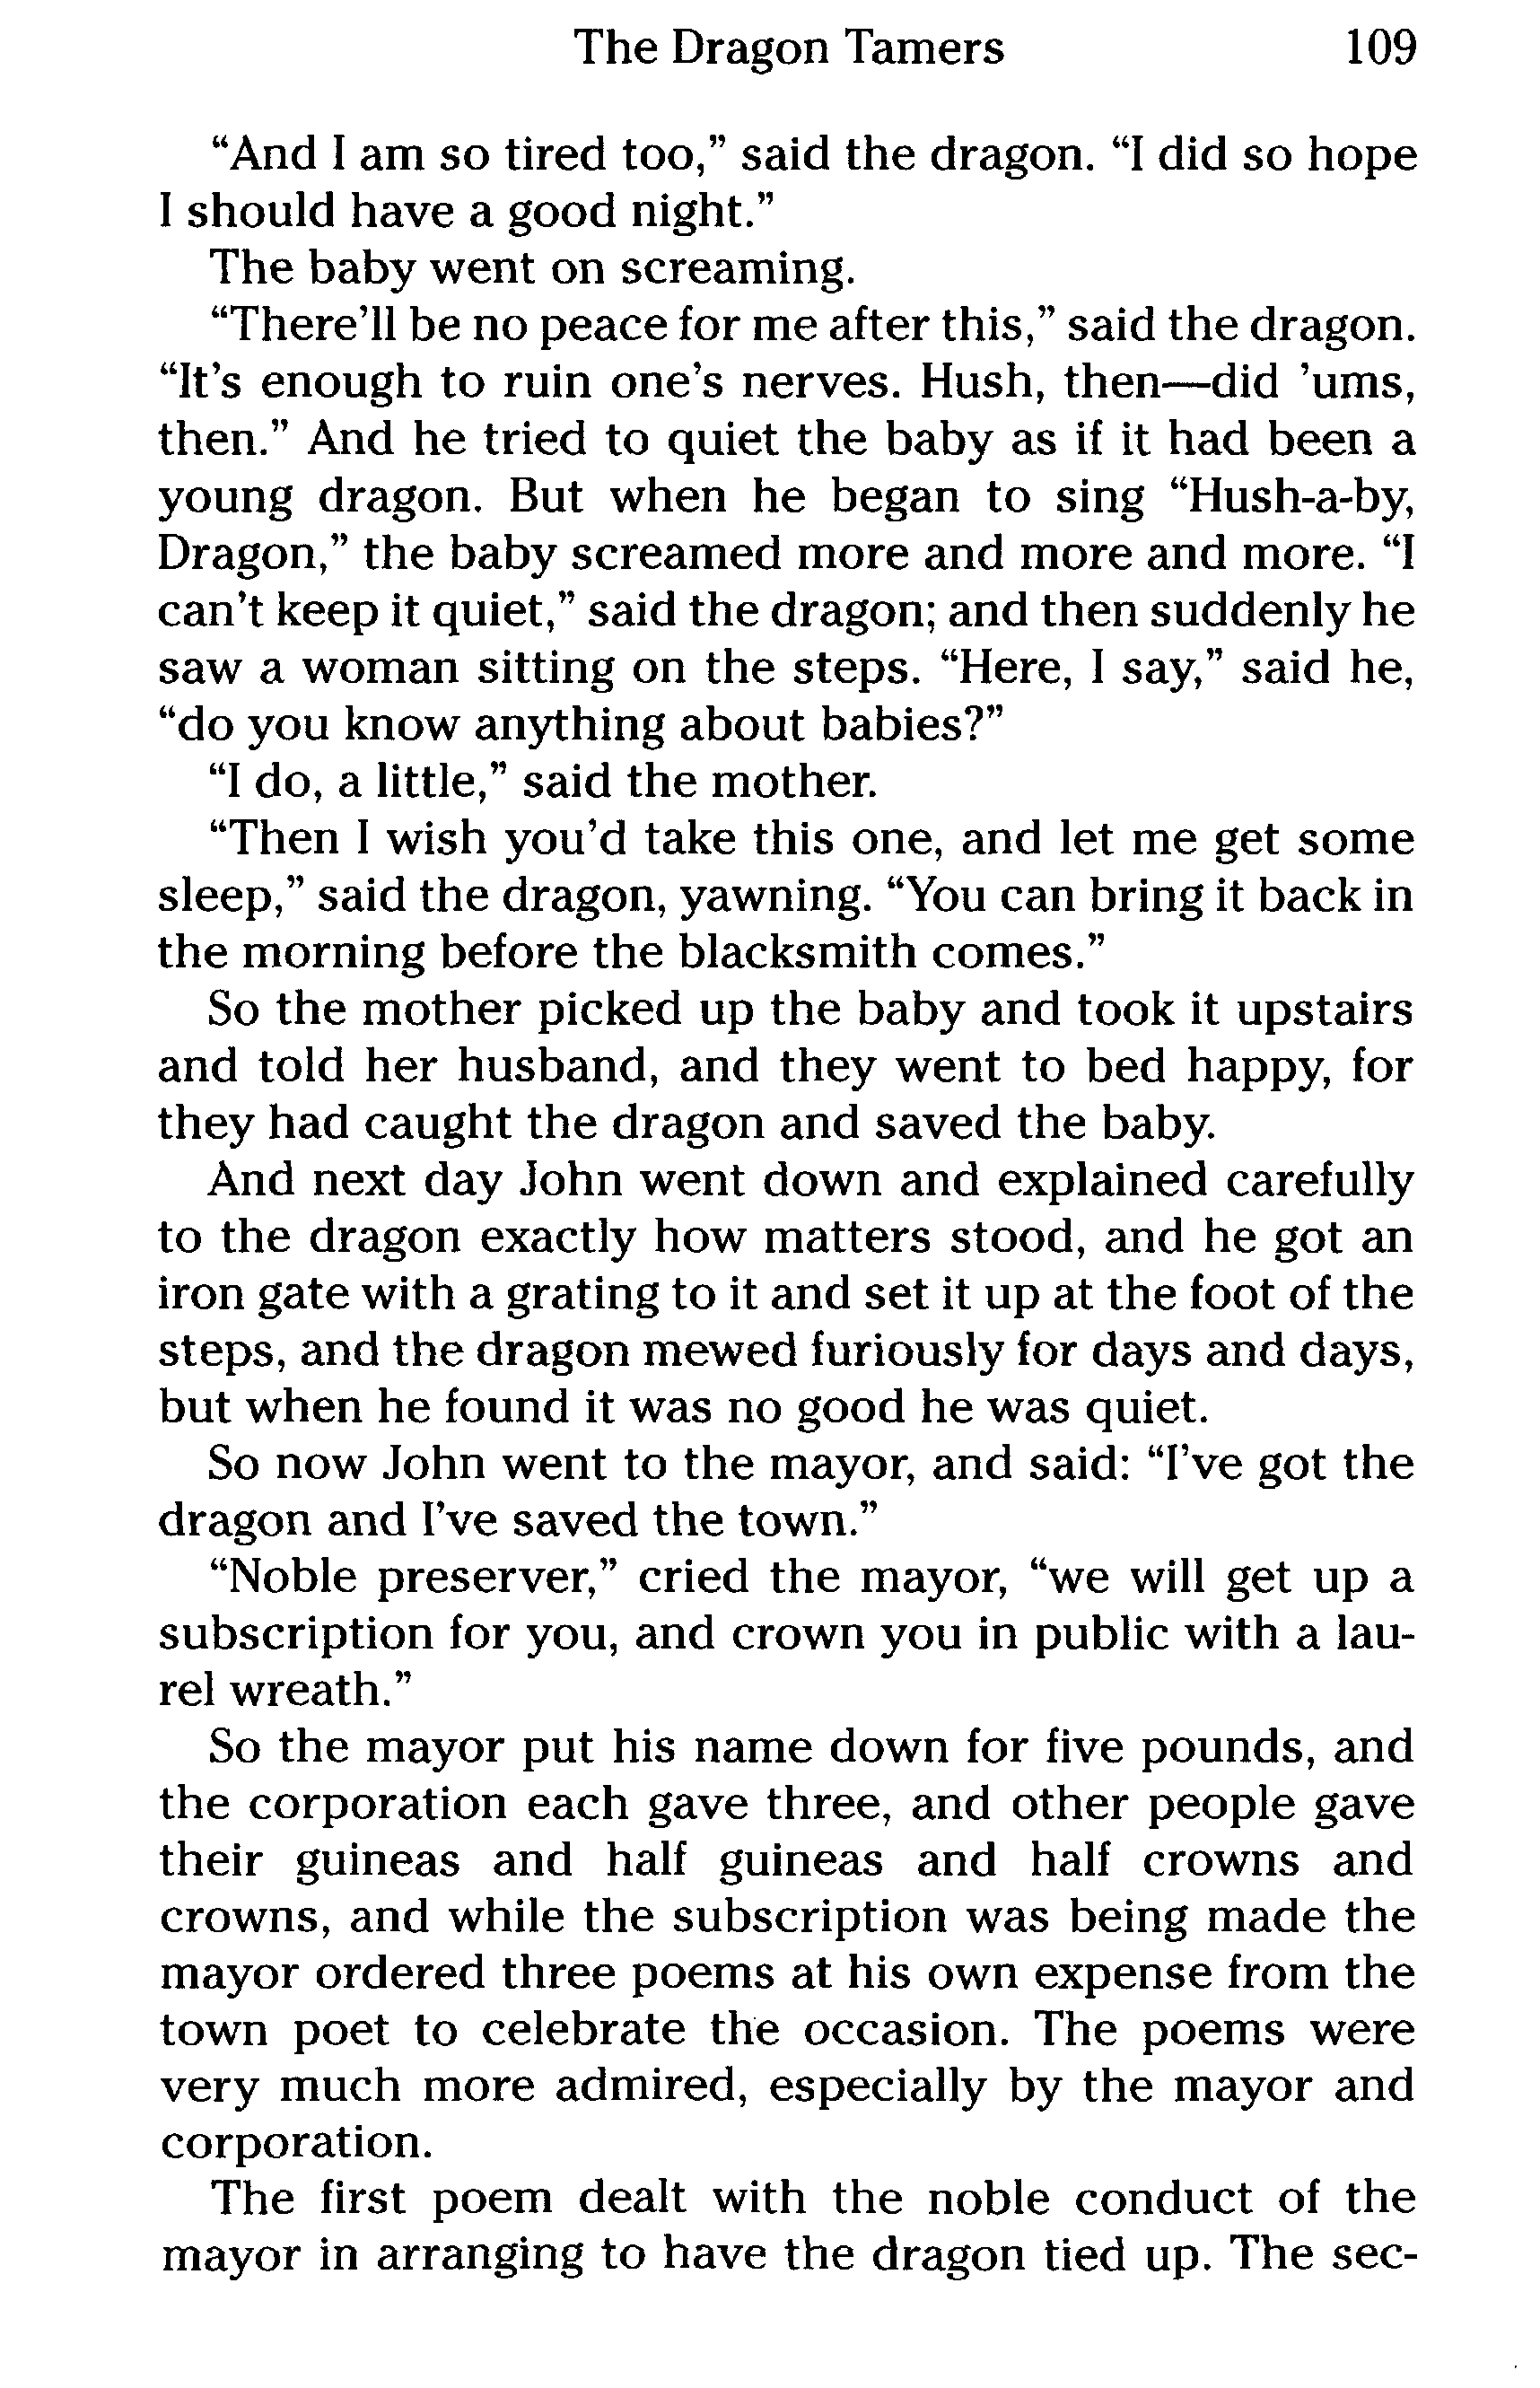 The Dragon Tamers 109
“And I am so tired too,” said the dragon. “I did so hope
I should have a good night.”
The baby went on screaming.
“There’ll be no peace for me after this,” said the dragon.
“It’s enough to ruin one’s nerves. Hush, then—did ’ums,
then.” And he tried to quiet the baby as if it had been a
young dragon. But when he began to sing “Hush-a-by,
Dragon,” the baby screamed more and more and more. “I
can’t keep it quiet,” said the dragon; and then suddenly he
saw a woman sitting on the steps. “Here, I say,” said he,
“do you know anything about babies?”
“I do, a little,” said the mother.
“Then I wish you’d take this one, and let me get some
sleep,” said the dragon, yawning. “You can bring it back in
the morning before the blacksmith comes.”
So the mother picked up the baby and took it upstairs
and told her husband, and they went to bed happy, for
they had caught the dragon and saved the baby.
And next day John went down and explained carefully
to the dragon exactly how matters stood, and he got an
iron gate with a grating to it and set it up at the foot of the
steps, and the dragon mewed furiously for days and days,
but when he found it was no good he was quiet.
So now John went to the mayor, and said: “I’ve got the
dragon and I’ve saved the town.”
“Noble preserver,” cried the mayor, “we will get up a
subscription for you, and crown you in public with a lau-
rel wreath.”
So the mayor put his name down for five pounds, and
the corporation each gave three, and other people gave
their guineas and half guineas and half crowns and
crowns, and while the subscription was being made the
mayor ordered three poems at his own expense from the
town poet to celebrate the occasion. The poems were
very much more admired, especially by the mayor and
corporation.
The first poem dealt with the noble conduct of the
mayor in arranging to have the dragon tied up. The sec-